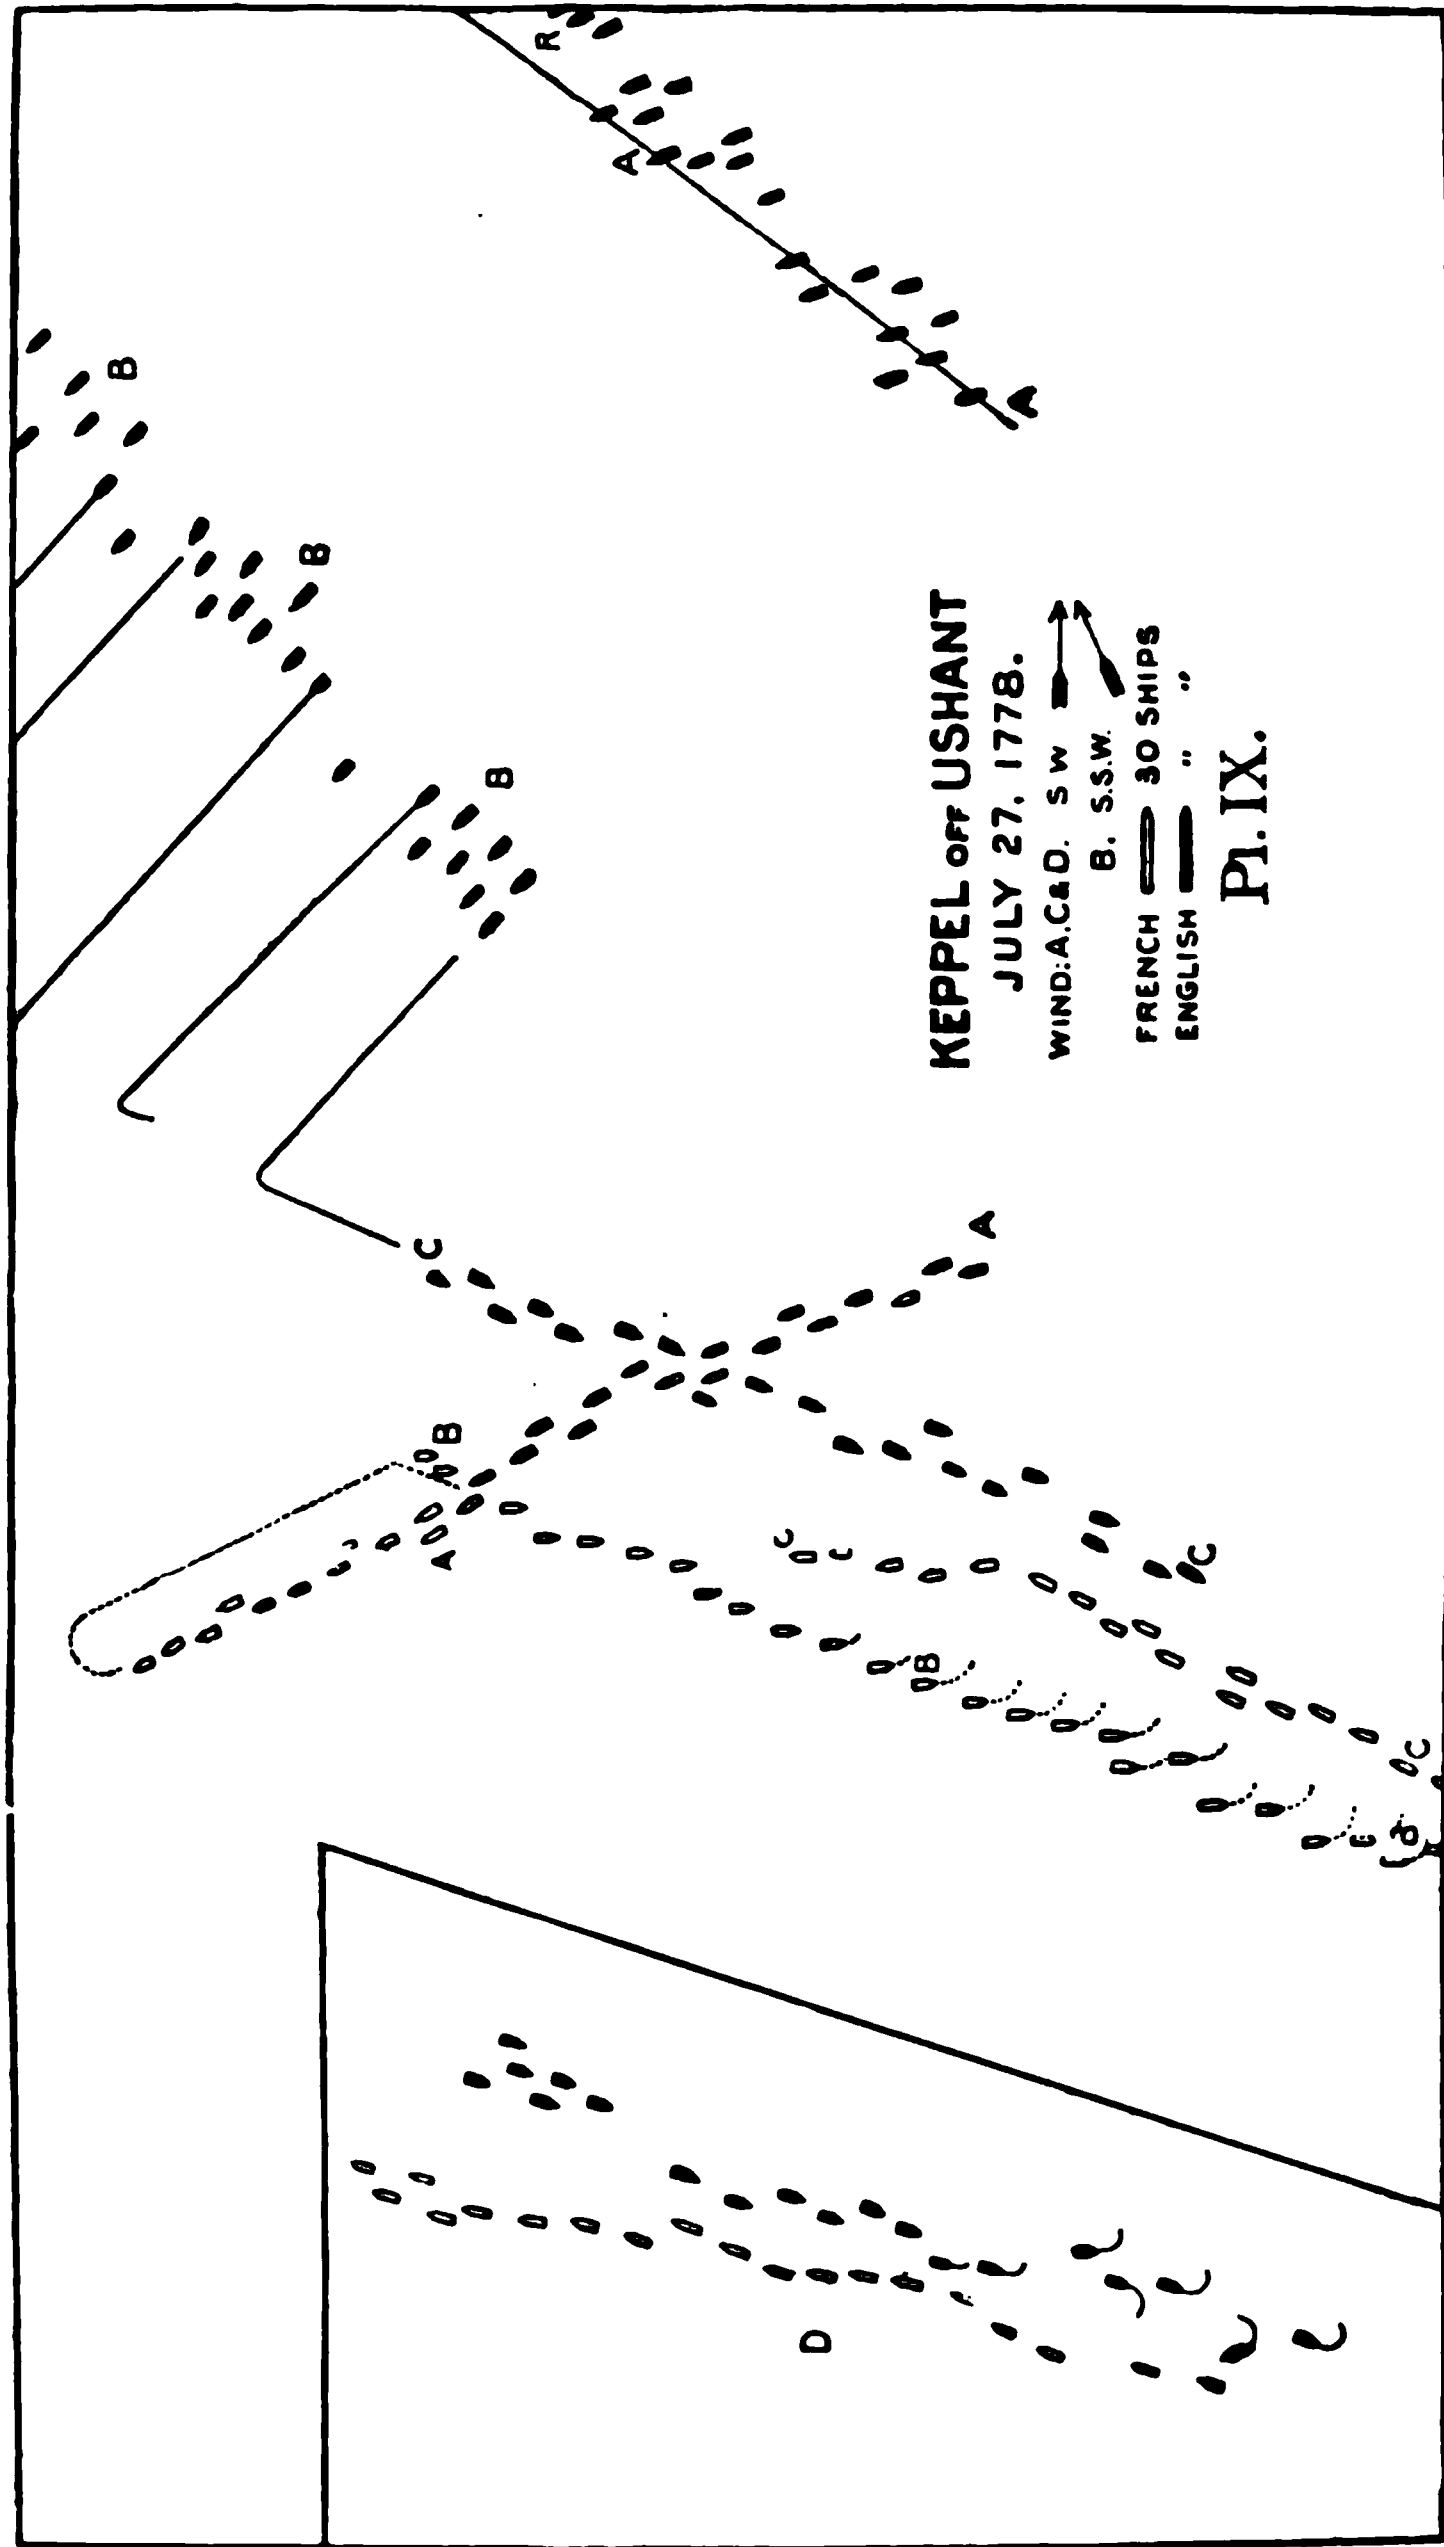 KEPPEL OFF USHANT
JULY 27. 1778.
WIND: A.C&D. S W
B. S.S.W.
FRENCH 30 SHIPS
ENGLISH " "
Pl. IX.
R
A
A
B
B
B
C
A
B
A
C
C
B
C
C
D